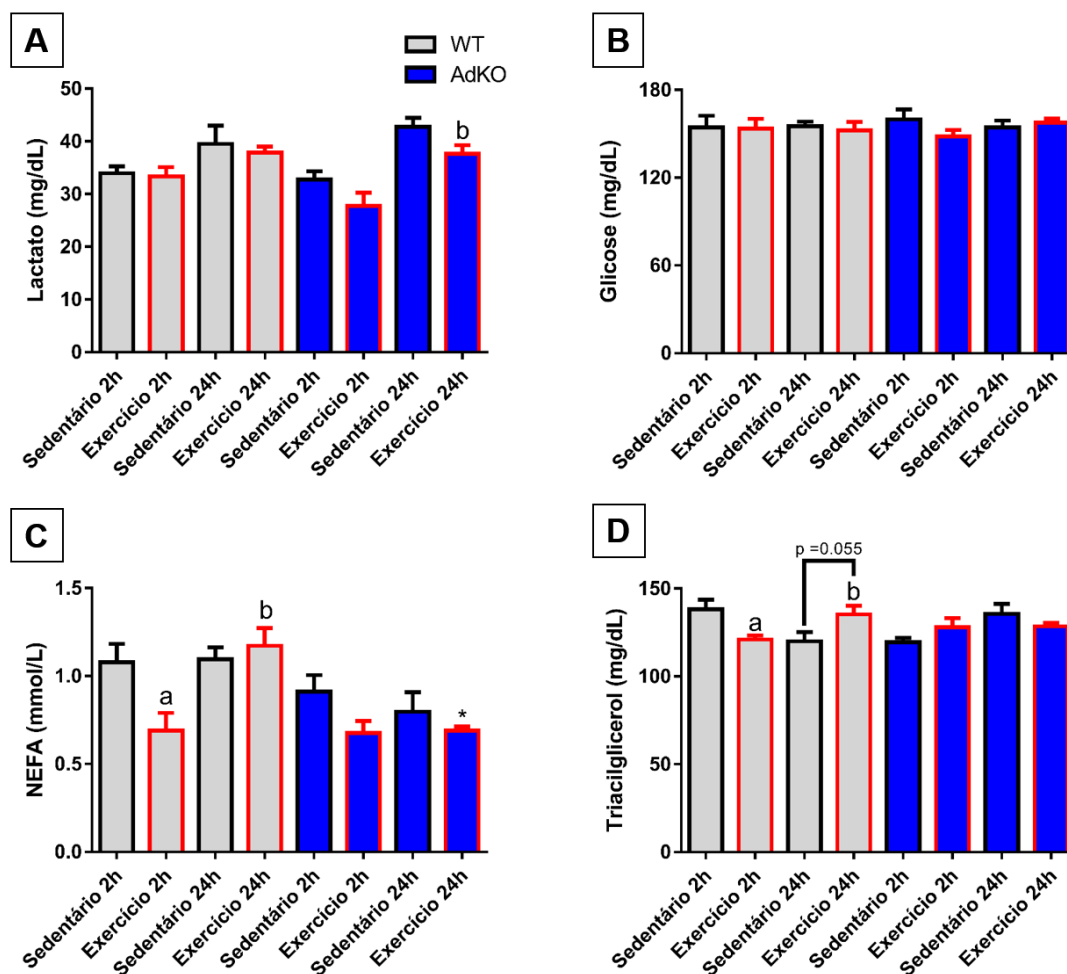 A
WT
AdKO
Lactato (mg/dL)
50
40
30
20
10
0
b
Sedentário 2h
Exercício 2h
Sedentário 24h
Exercício 24h
Sedentário 2h
Exercício 2h
Sedentário 24h
Exercício 24h
B
Glicose (mg/dL)
180
120
60
0
Sedentário 2h
Exercício 2h
Sedentário 24h
Exercício 24h
Sedentário 2h
Exercício 2h
Sedentário 24h
Exercício 24h
C
NEFA (mmol/L)
1.5
1.0
0.5
0.0
a
b
*
Sedentário 2h
Exercício 2h
Sedentário 24h
Exercício 24h
Sedentário 2h
Exercício 2h
Sedentário 24h
Exercício 24h
D
p =0.055
Triacilglicerol (mg/dL)
150
100
50
0
a
b
Sedentário 2h
Exercício 2h
Sedentário 24h
Exercício 24h
Sedentário 2h
Exercício 2h
Sedentário 24h
Exercício 24h